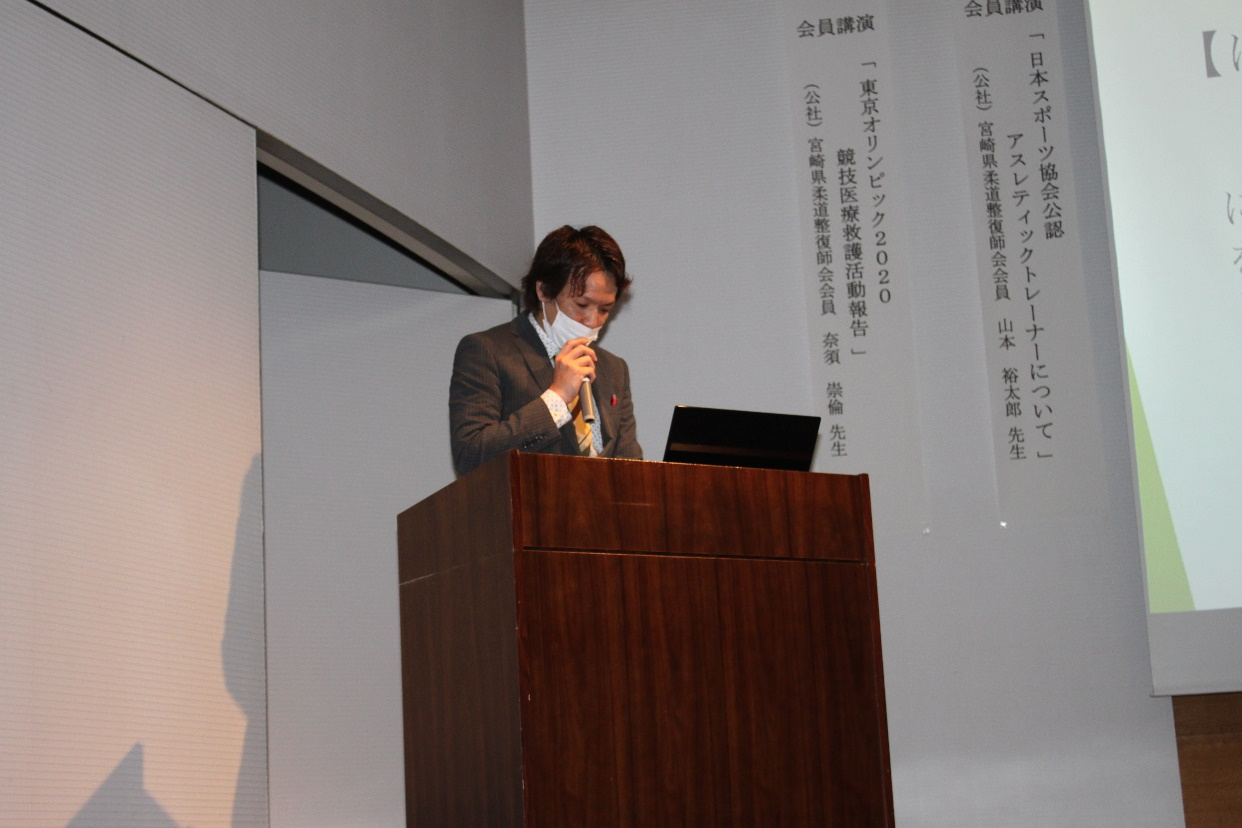 会員講演
「日本スポーツ協会公認
アスレティックトレーナーについて」
（公社）宮崎県柔道整復師会会員 山本 裕太郎 先生
会員講演
「東京オリンピック２０２０
競技医療救護活動報告」
（公社）宮崎県柔道整復師会会員 奈須 崇倫 先生
【は